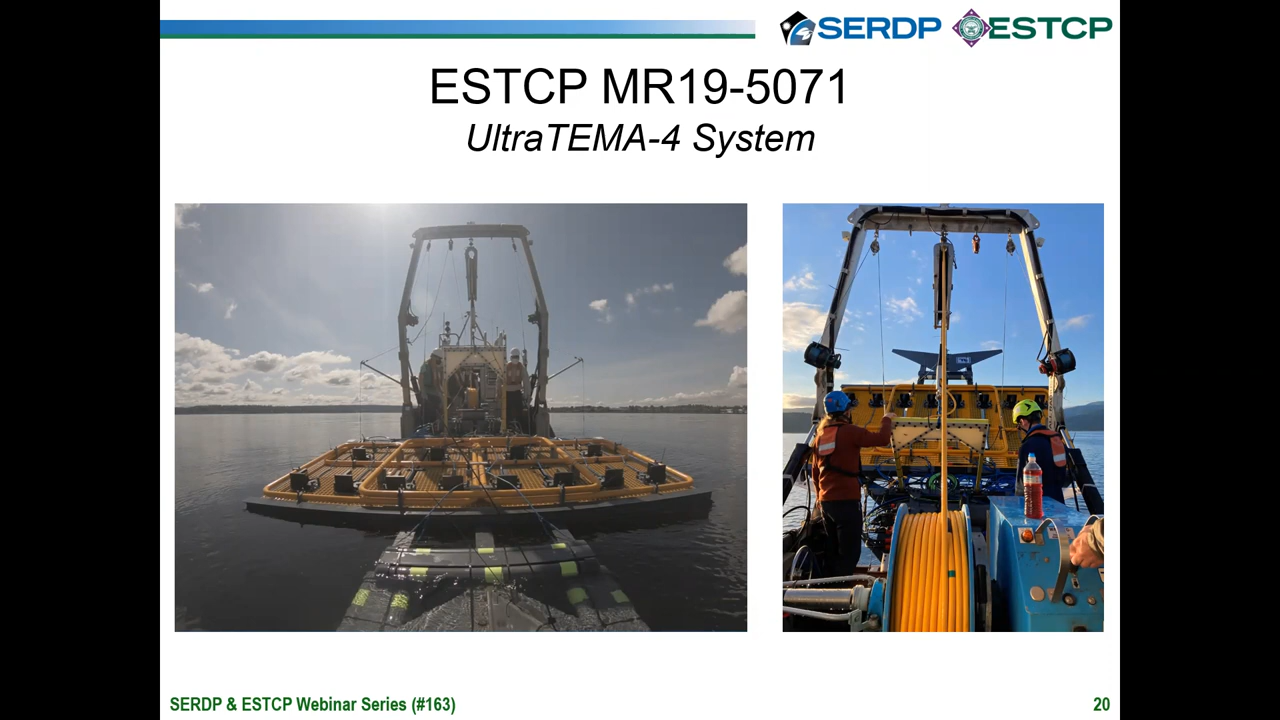 SERDP ESTCP
ESTCP MR19-5071
UltraTEMA-4 System
SERDP & ESTCP Webinar Series (#163)
20